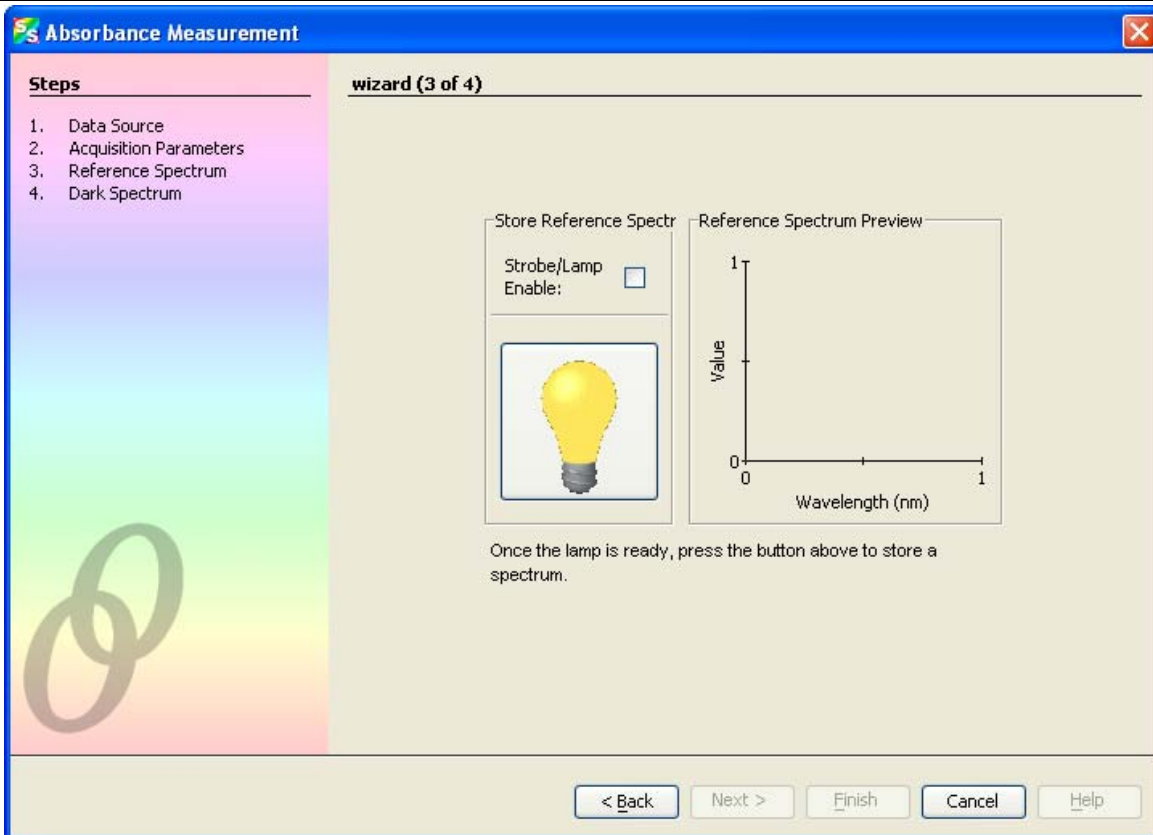 Absorbance Measurement
Steps
1. Data Source
2. Acquisition Parameters
3. Reference Spectrum
4. Dark Spectrum
wizard (3 of 4)
Store Reference Spectr
Strobe/Lamp
Enable:
Reference Spectrum Preview
1
Value
0
0
1
Wavelength (nm)
Once the lamp is ready, press the button above to store a
spectrum.
< Back
Next >
Finish
Cancel
Help